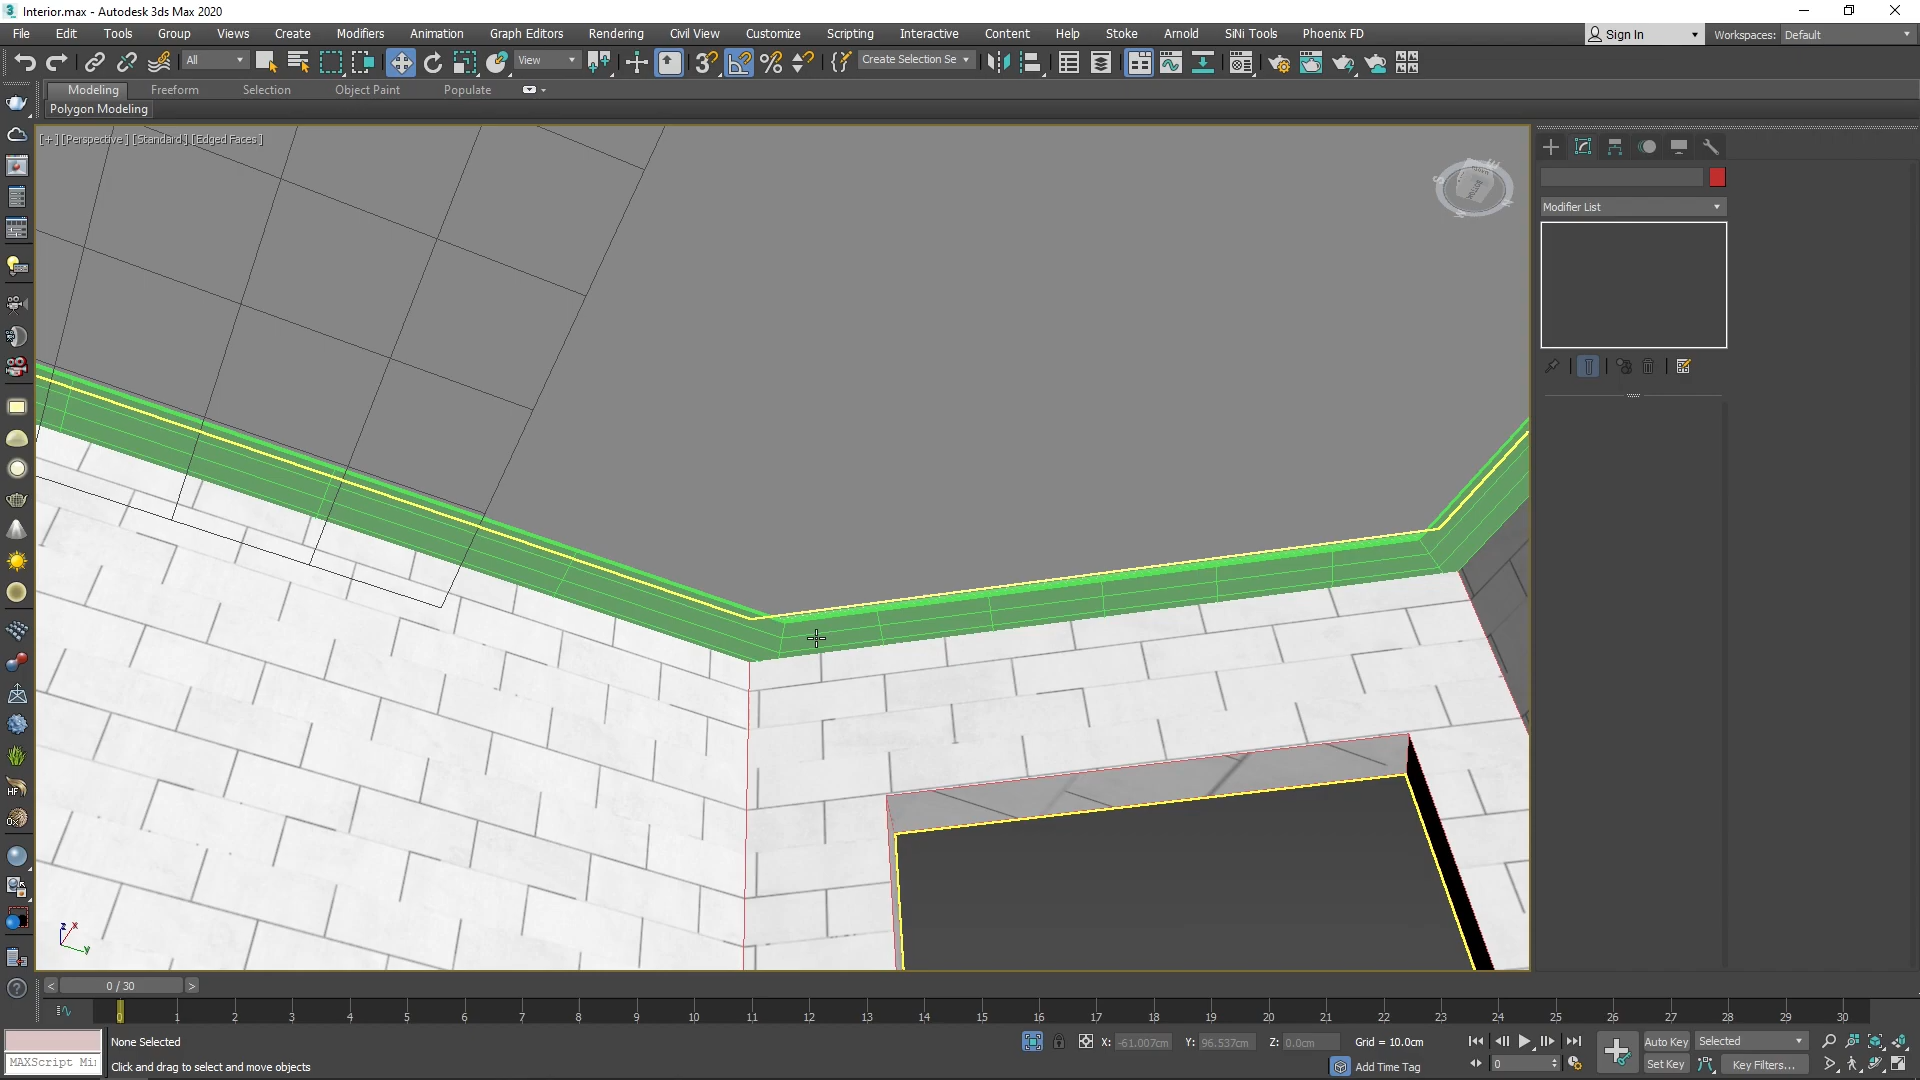 Interior.max - Autodesk 3ds Max 2020
File Edit Tools Group Views Create Modifiers Animation Graph Editors Rendering Civil View Customize Scripting Interactive Content Help Stoke Arnold SiNi Tools Phoenix FD Sign In Workspaces: Default
All View Create Selection Se
Modeling Freeform Selection Object Paint Populate
Polygon Modeling
[+] [Perspective ] [Standard ] [Edged Faces ]
Modifier List
0 / 30
0 1 2 3 4 5 6 7 8 9 10 11 12 13 14 15 16 17 18 19 20 21 22 23 24 25 26 27 28 29 30
None Selected X: -61.007cm Y: 96.537cm Z: 0.0cm Grid = 10.0cm Auto Key Selected
MAXScript Mi Click and drag to select and move objects Add Time Tag 0 Set Key Key Filters...
z x y